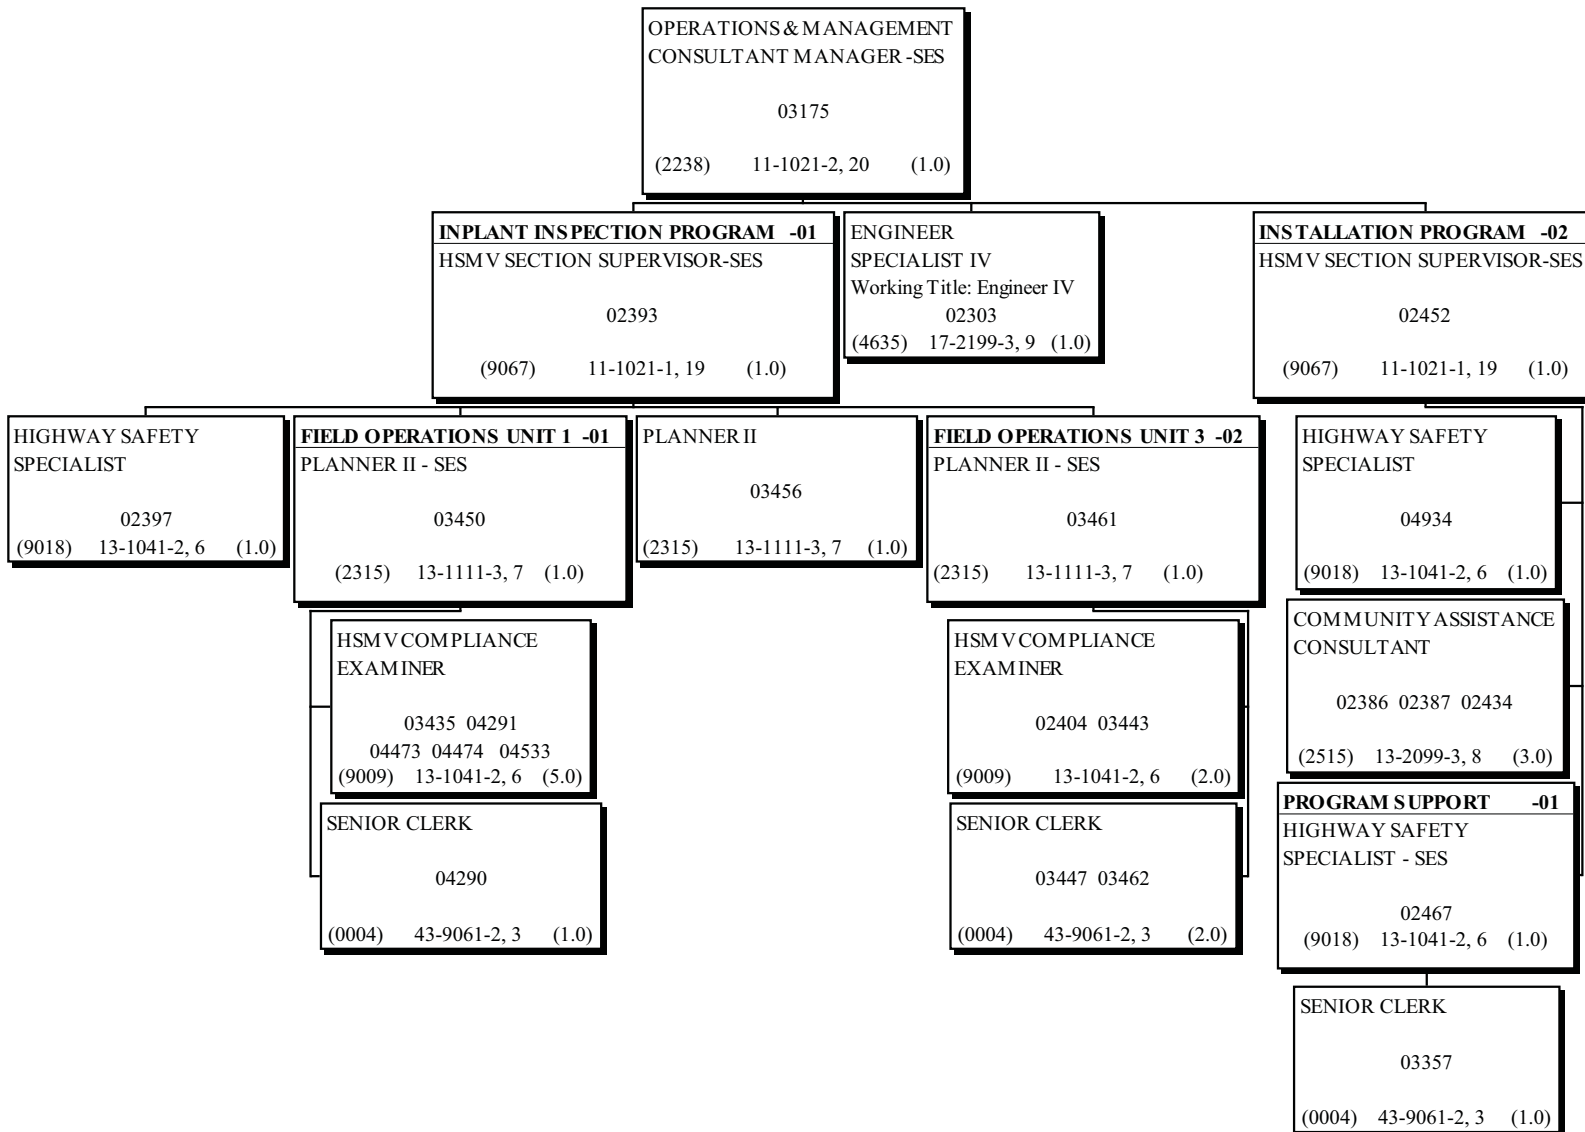 OPERATIONS & MANAGEMENT
CONSULTANT MANAGER -SES
03175
(2238) 11-1021-2, 20 (1.0)
INPLANT INSPECTION PROGRAM -01
HSMV SECTION SUPERVISOR-SES
02393
(9067) 11-1021-1, 19 (1.0)
ENGINEER
SPECIALIST IV
Working Title: Engineer IV
02303
(4635) 17-2199-3, 9 (1.0)
INSTALLATION PROGRAM -02
HSMV SECTION SUPERVISOR-SES
02452
(9067) 11-1021-1, 19 (1.0)
HIGHWAY SAFETY
SPECIALIST
02397
(9018) 13-1041-2, 6 (1.0)
FIELD OPERATIONS UNIT 1 -01
PLANNER II - SES
03450
(2315) 13-1111-3, 7 (1.0)
PLANNER II
03456
(2315) 13-1111-3, 7 (1.0)
FIELD OPERATIONS UNIT 3 -02
PLANNER II - SES
03461
(2315) 13-1111-3, 7 (1.0)
HIGHWAY SAFETY
SPECIALIST
04934
(9018) 13-1041-2, 6 (1.0)
HSMV COMPLIANCE
EXAMINER
03435 04291
04473 04474 04533
(9009) 13-1041-2, 6 (5.0)
HSMV COMPLIANCE
EXAMINER
02404 03443
(9009) 13-1041-2, 6 (2.0)
COMMUNITY ASSISTANCE
CONSULTANT
02386 02387 02434
(2515) 13-2099-3, 8 (3.0)
SENIOR CLERK
04290
(0004) 43-9061-2, 3 (1.0)
SENIOR CLERK
03447 03462
(0004) 43-9061-2, 3 (2.0)
PROGRAM SUPPORT -01
HIGHWAY SAFETY
SPECIALIST - SES
02467
(9018) 13-1041-2, 6 (1.0)
SENIOR CLERK
03357
(0004) 43-9061-2, 3 (1.0)